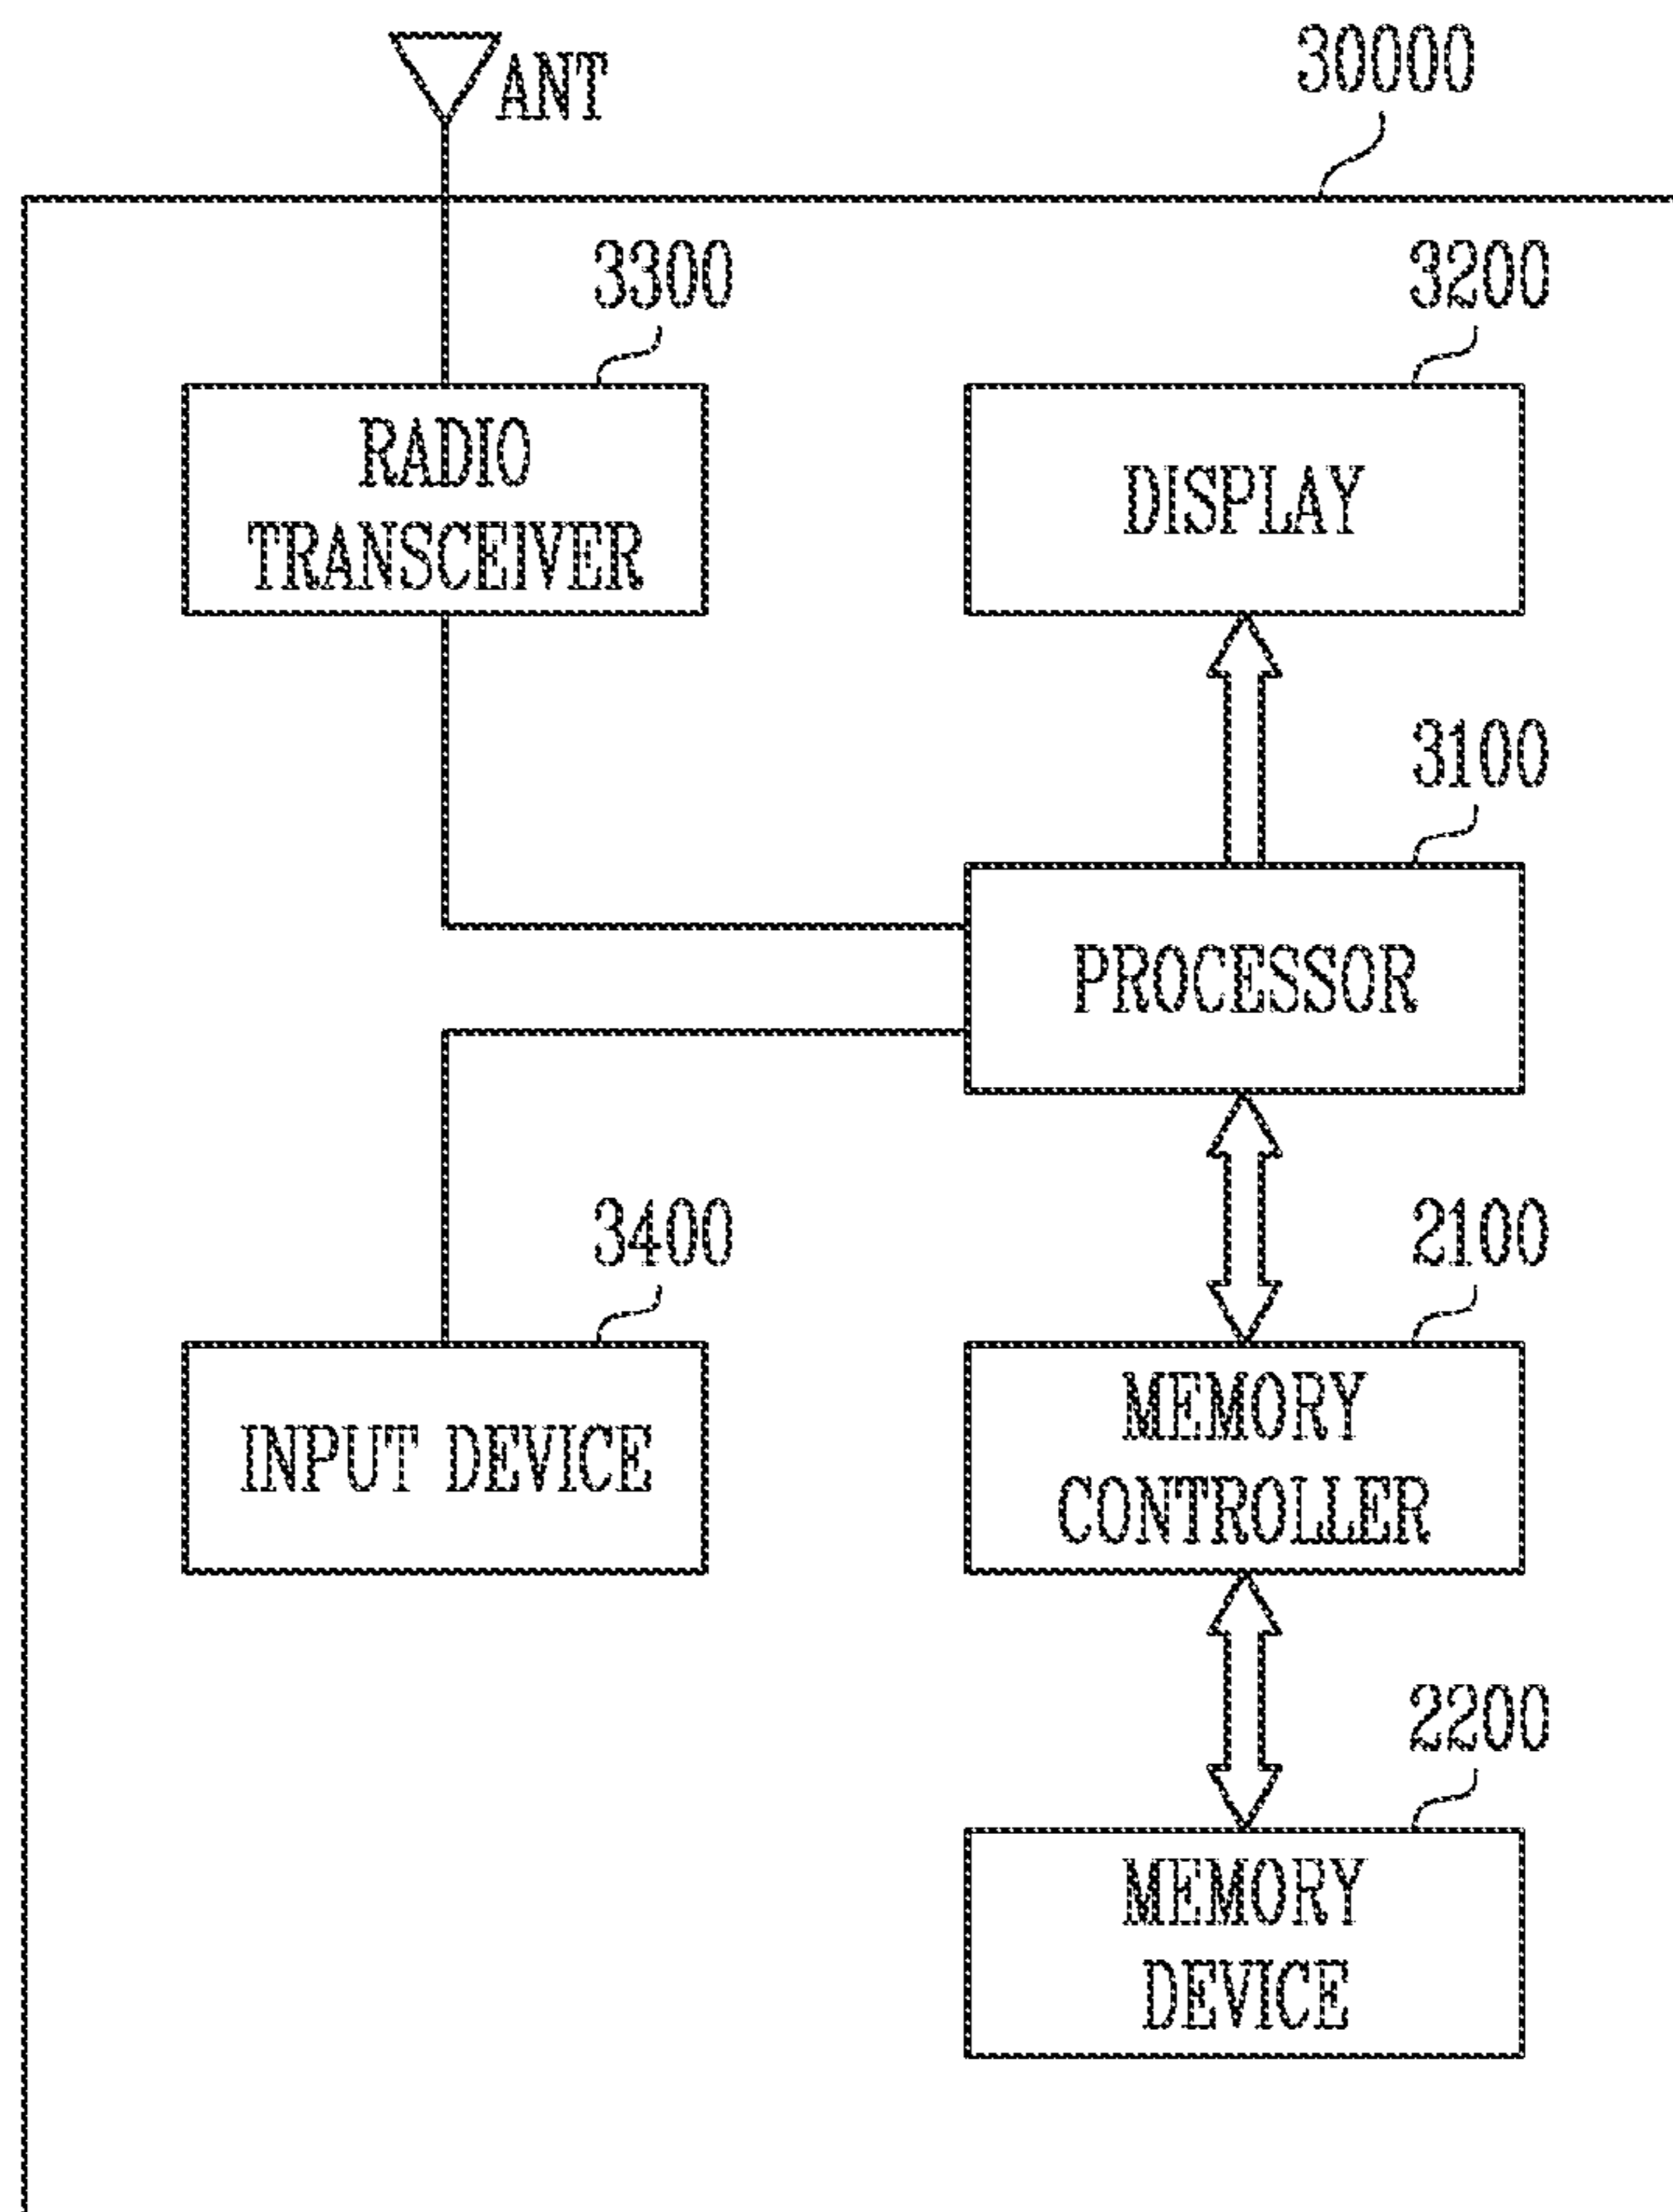 ANT
30000
3300
3200
RADIO
TRANSCEIVER
DISPLAY
3100
PROCESSOR
3400
2100
INPUT DEVICE
MEMORY
CONTROLLER
2200
MEMORY
DEVICE